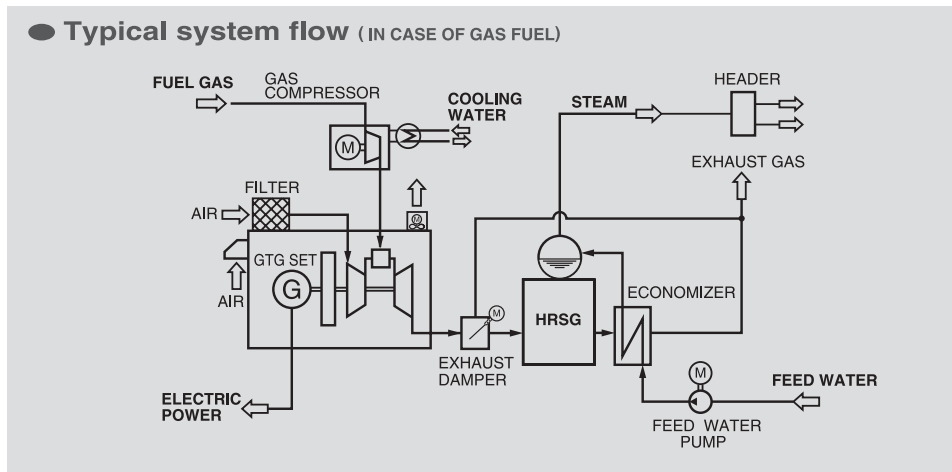 Typical system flow (IN CASE OF GAS FUEL)
FUEL GAS
GAS
COMPRESSOR
M
COOLING
WATER
STEAM
HEADER
EXHAUST GAS
FILTER
AIR
M
GTG SET
G
AIR
M
EXHAUST
DAMPER
HRSG
ECONOMIZER
ELECTRIC
POWER
M
FEED WATER
FEED WATER
PUMP